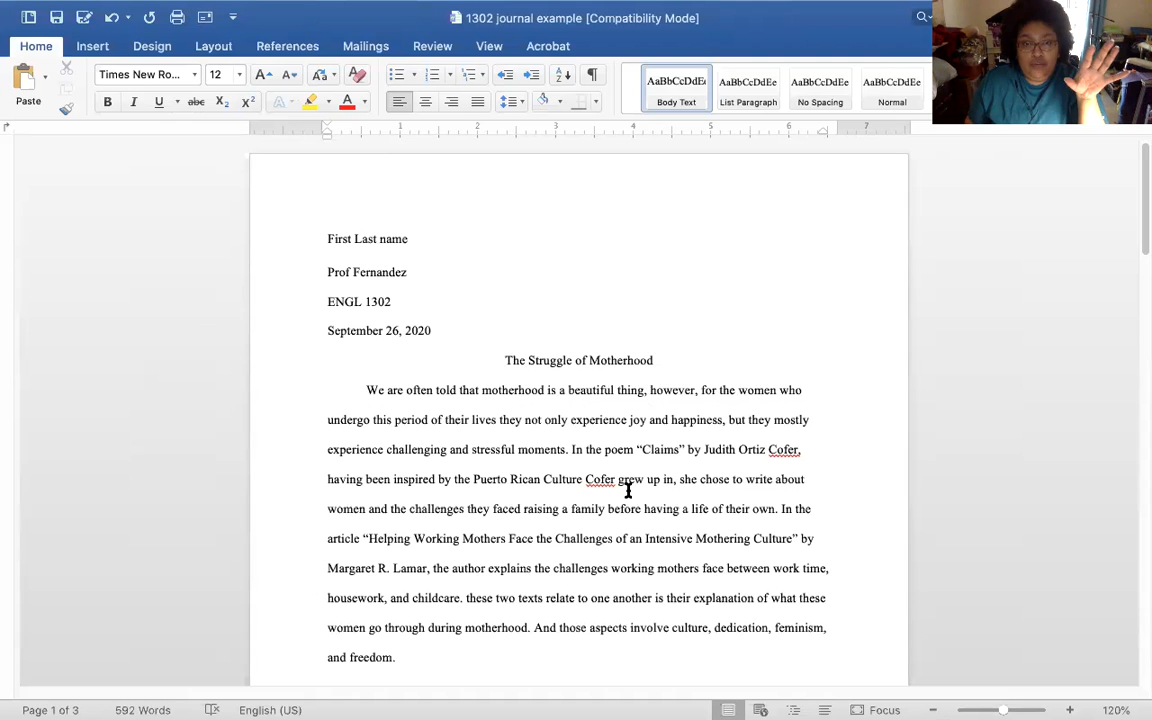 1302 journal example [Compatibility Mode]
Home Insert Design Layout References Mailings Review View Acrobat
Paste
Times New Ro... 12
AaBbCcDdEe AaBbCcDdEe AaBbCcDdEe AaBbCcDdEe
Body Text List Paragraph No Spacing Normal
1 2 3 4 5 6 7
First Last name
Prof Fernandez
ENGL 1302
September 26, 2020
The Struggle of Motherhood
We are often told that motherhood is a beautiful thing, however, for the women who
undergo this period of their lives they not only experience joy and happiness, but they mostly
experience challenging and stressful moments. In the poem “Claims” by Judith Ortiz Cofer,
having been inspired by the Puerto Rican Culture Cofer grew up in, she chose to write about
women and the challenges they faced raising a family before having a life of their own. In the
article “Helping Working Mothers Face the Challenges of an Intensive Mothering Culture” by
Margaret R. Lamar, the author explains the challenges working mothers face between work time,
housework, and childcare. these two texts relate to one another is their explanation of what these
women go through during motherhood. And those aspects involve culture, dedication, feminism,
and freedom.
Page 1 of 3 592 Words English (US) Focus 120%